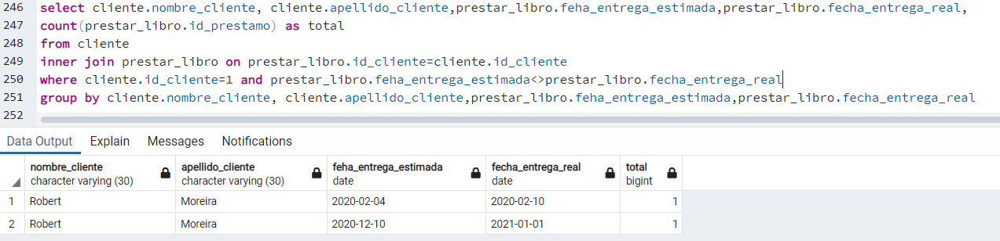 246 select cliente.nombre_cliente, cliente.apellido_cliente,prestar_libro.feha_entrega_estimada,prestar_libro.fecha_entrega_real,
247 count(prestar_libro.id_prestamo) as total
248 from cliente
249 inner join prestar_libro on prestar_libro.id_cliente=cliente.id_cliente
250 where cliente.id_cliente=1 and prestar_libro.feha_entrega_estimada<>prestar_libro.fecha_entrega_real
251 group by cliente.nombre_cliente, cliente.apellido_cliente,prestar_libro.feha_entrega_estimada,prestar_libro.fecha_entrega_real
252
Data Output Explain Messages Notifications
nombre_cliente apellido_cliente feha_entrega_estimada fecha_entrega_real total
character varying (30) character varying (30) date date bigint
1 Robert Moreira 2020-02-04 2020-02-10 1
2 Robert Moreira 2020-12-10 2021-01-01 1